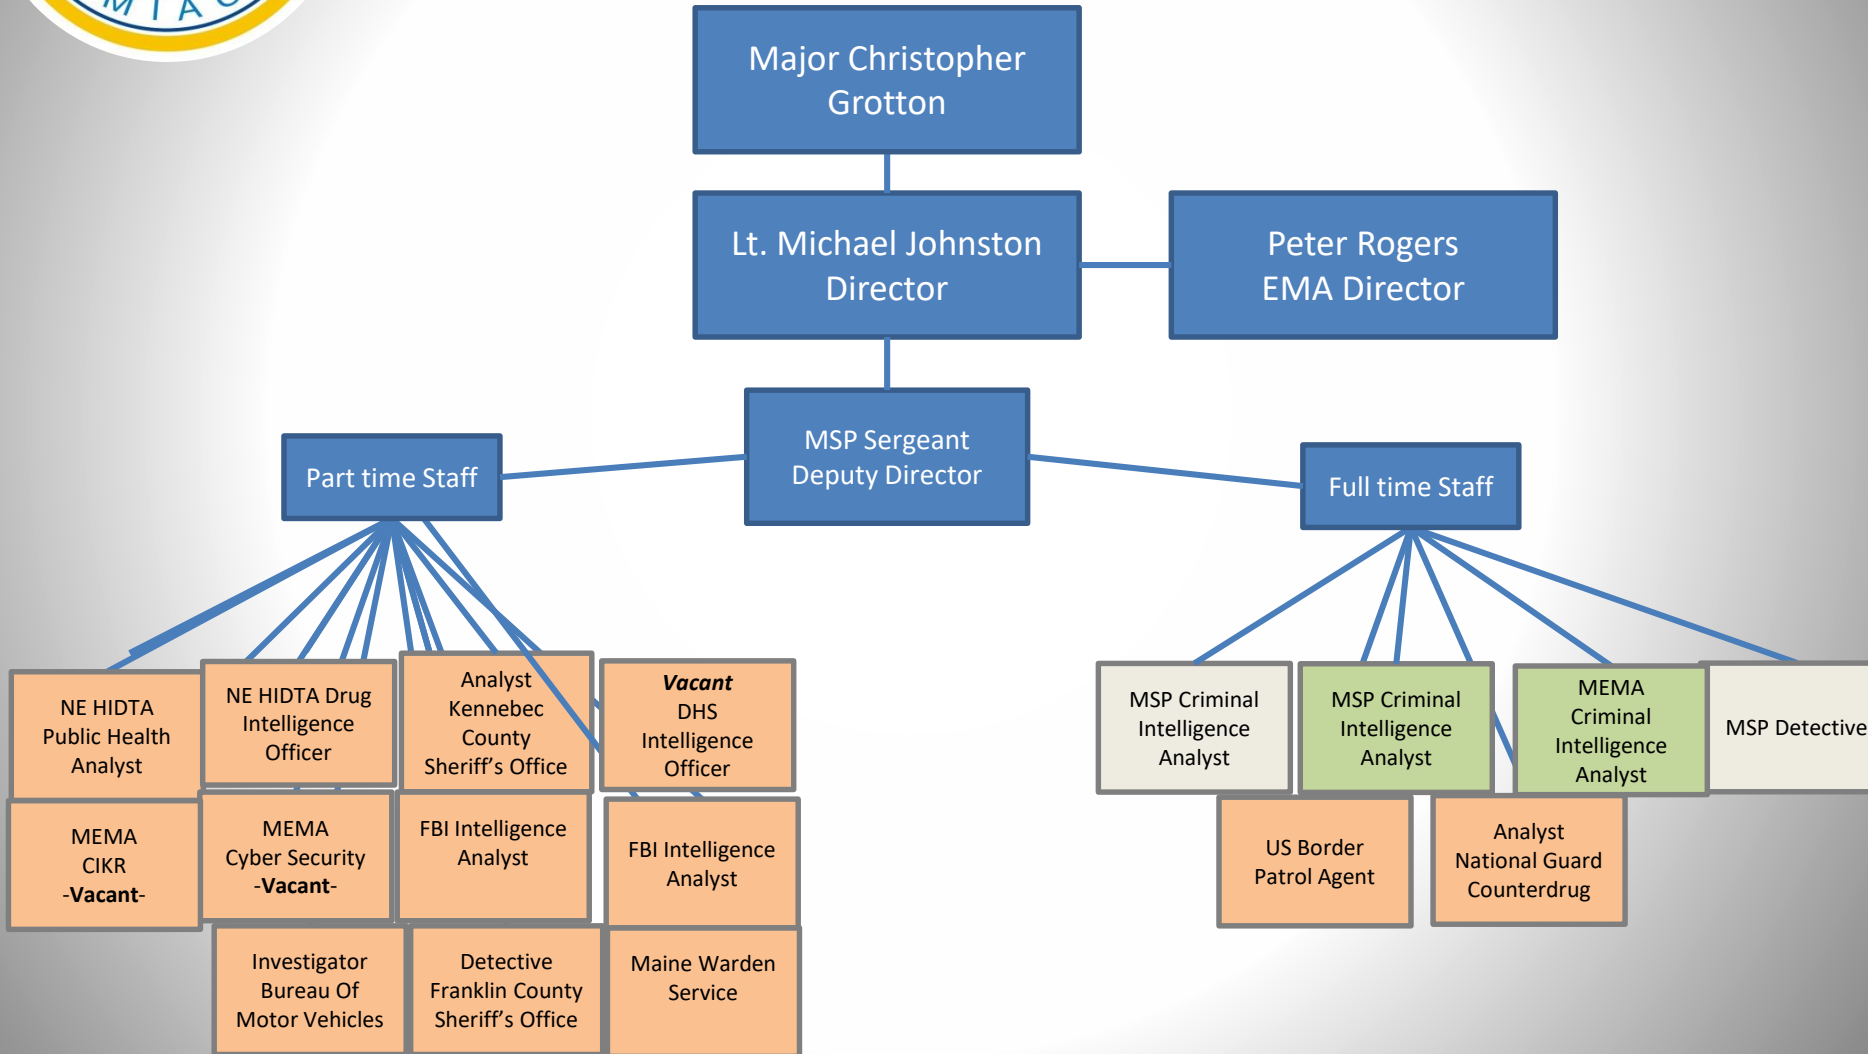 MIAC
Major Christopher
Grotton
Lt. Michael Johnston
Director
Peter Rogers
EMA Director
MSP Sergeant
Deputy Director
Part time Staff
Full time Staff
NE HIDTA
Public Health
Analyst
NE HIDTA Drug
Intelligence
Officer
Analyst
Kennebec
County
Sheriff’s Office
Vacant
DHS
Intelligence
Officer
MSP Criminal
Intelligence
Analyst
MSP Criminal
Intelligence
Analyst
MEMA
Criminal
Intelligence
Analyst
MSP Detective
MEMA
CIKR
-Vacant-
MEMA
Cyber Security
-Vacant-
FBI Intelligence
Analyst
FBI Intelligence
Analyst
US Border
Patrol Agent
Analyst
National Guard
Counterdrug
Investigator
Bureau Of
Motor Vehicles
Detective
Franklin County
Sheriff’s Office
Maine Warden
Service